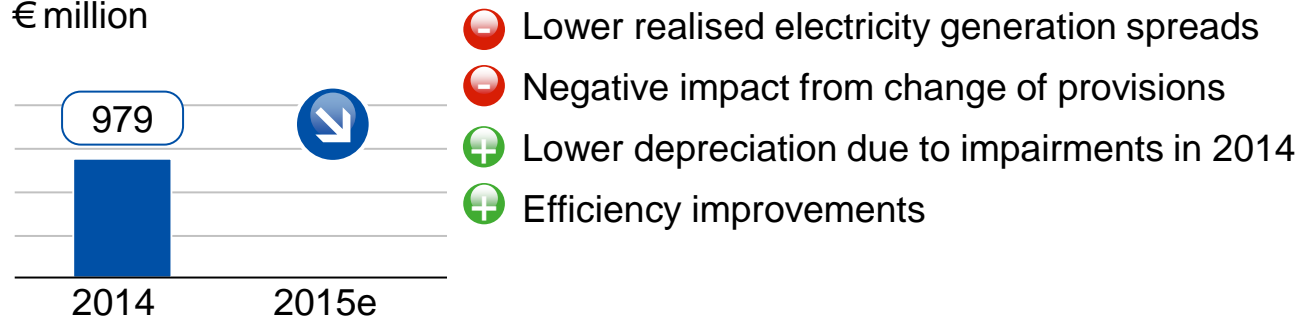 € million
979
2014
2015e
- Lower realised electricity generation spreads
- Negative impact from change of provisions
+ Lower depreciation due to impairments in 2014
+ Efficiency improvements